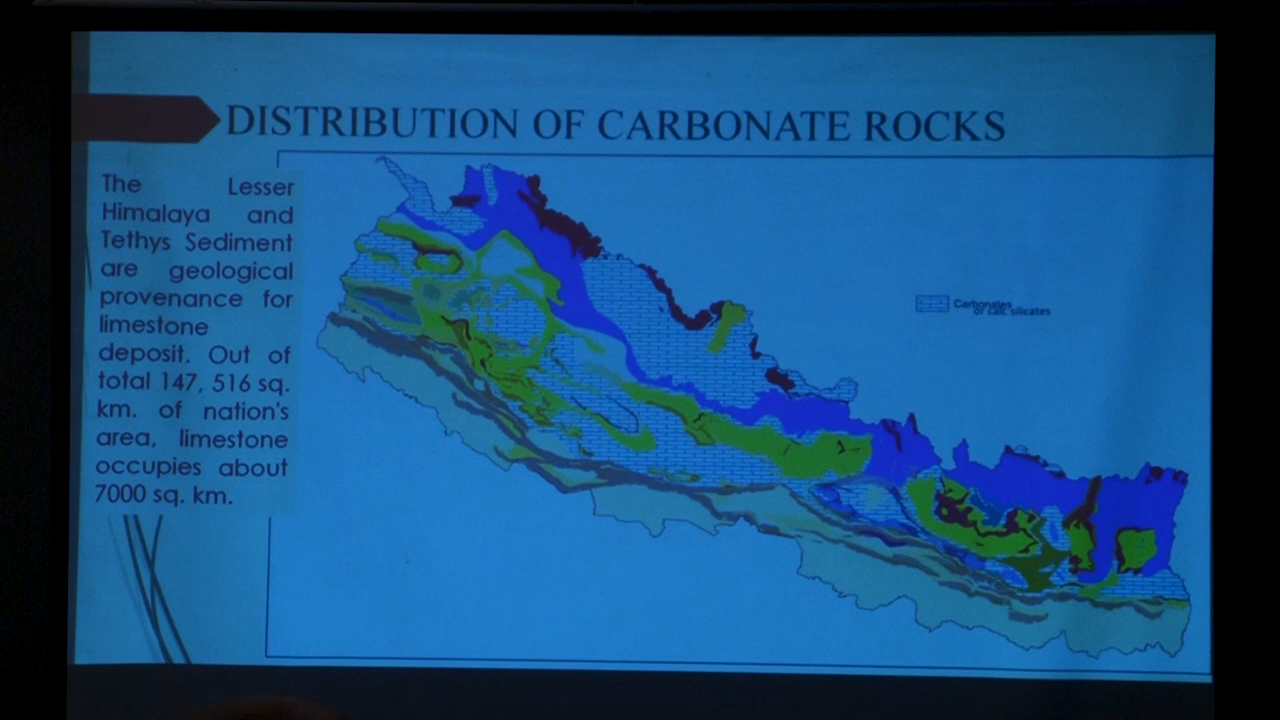 DISTRIBUTION OF CARBONATE ROCKS
The Lesser
Himalaya and
Tethys Sediment
are geological
provenance for
limestone
deposit. Out of
total 147, 516 sq.
km. of nation's
area, limestone
occupies about
7000 sq. km.
Carbonates
or calc silicates